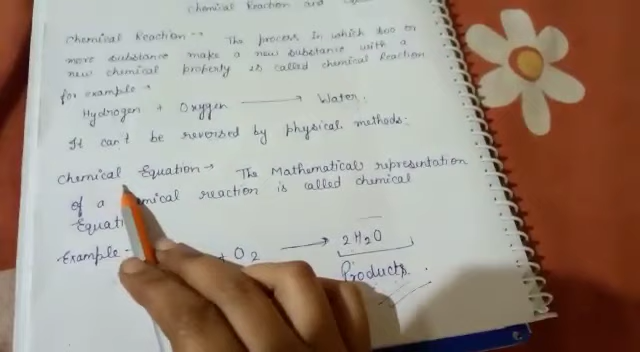 Chemical Reaction and
Chemical Reaction → The process in which two or
more substance make a new substance with a
new chemical property is called chemical Reaction
for example →
Hydrogen + Oxygen → Water.
It can't be reversed by physical methods.
Chemical Equation → The Mathematical representation
of a mical reaction is called chemical
Equati
Example - + O2 → 2H2O
Products.